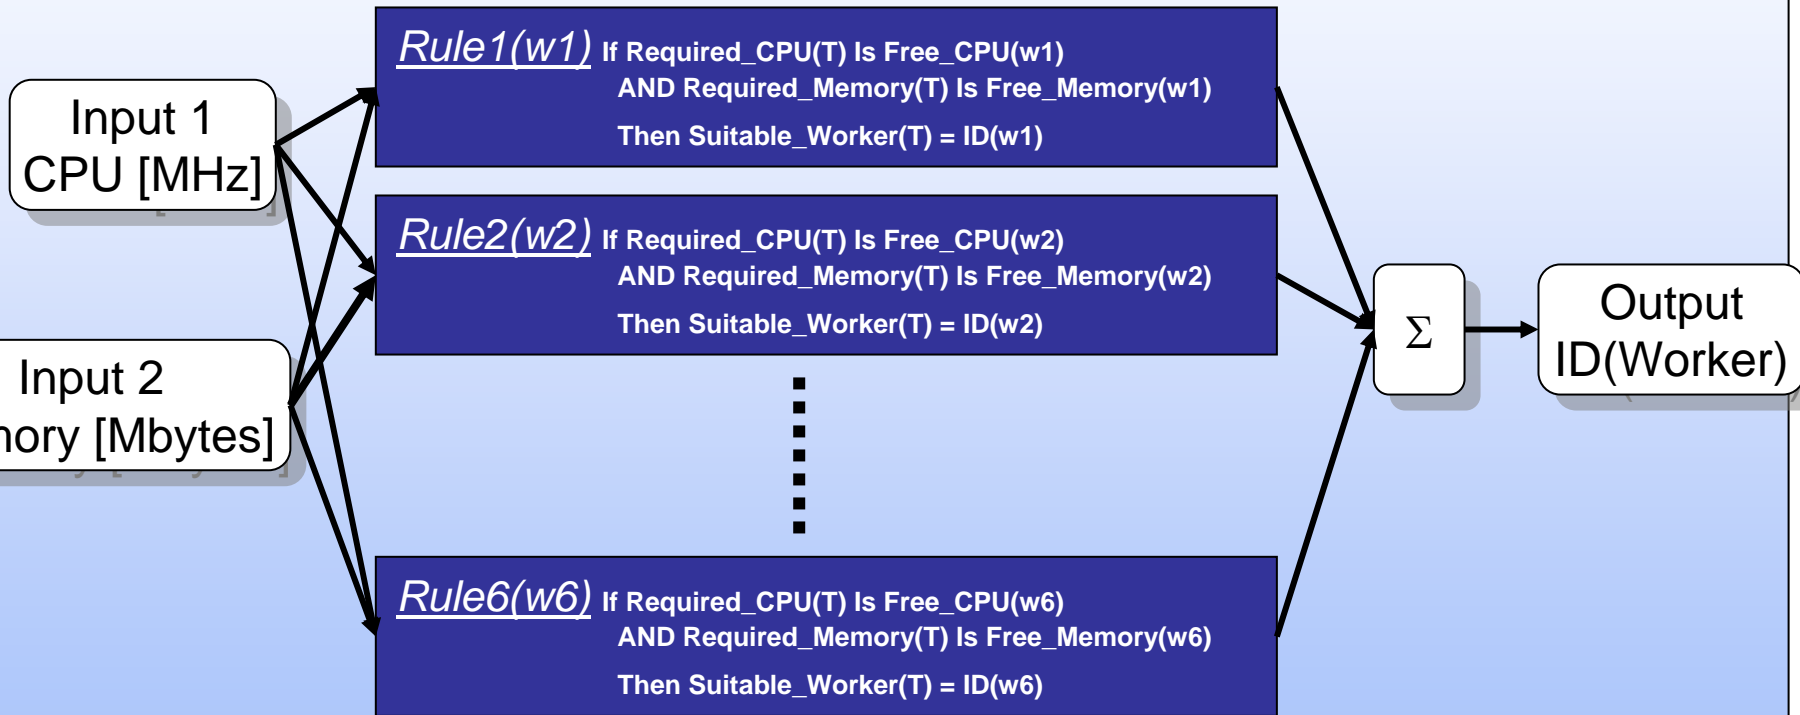 Input 1
CPU [MHz]
Input 2
[Mbytes]
Rule1(w1) If Required_CPU(T) Is Free_CPU(w1)
AND Required_Memory(T) Is Free_Memory(w1)
Then Suitable_Worker(T) = ID(w1)
Rule2(w2) If Required_CPU(T) Is Free_CPU(w2)
AND Required_Memory(T) Is Free_Memory(w2)
Then Suitable_Worker(T) = ID(w2)
Rule6(w6) If Required_CPU(T) Is Free_CPU(w6)
AND Required_Memory(T) Is Free_Memory(w6)
Then Suitable_Worker(T) = ID(w6)
Σ
Output
ID(Worker)